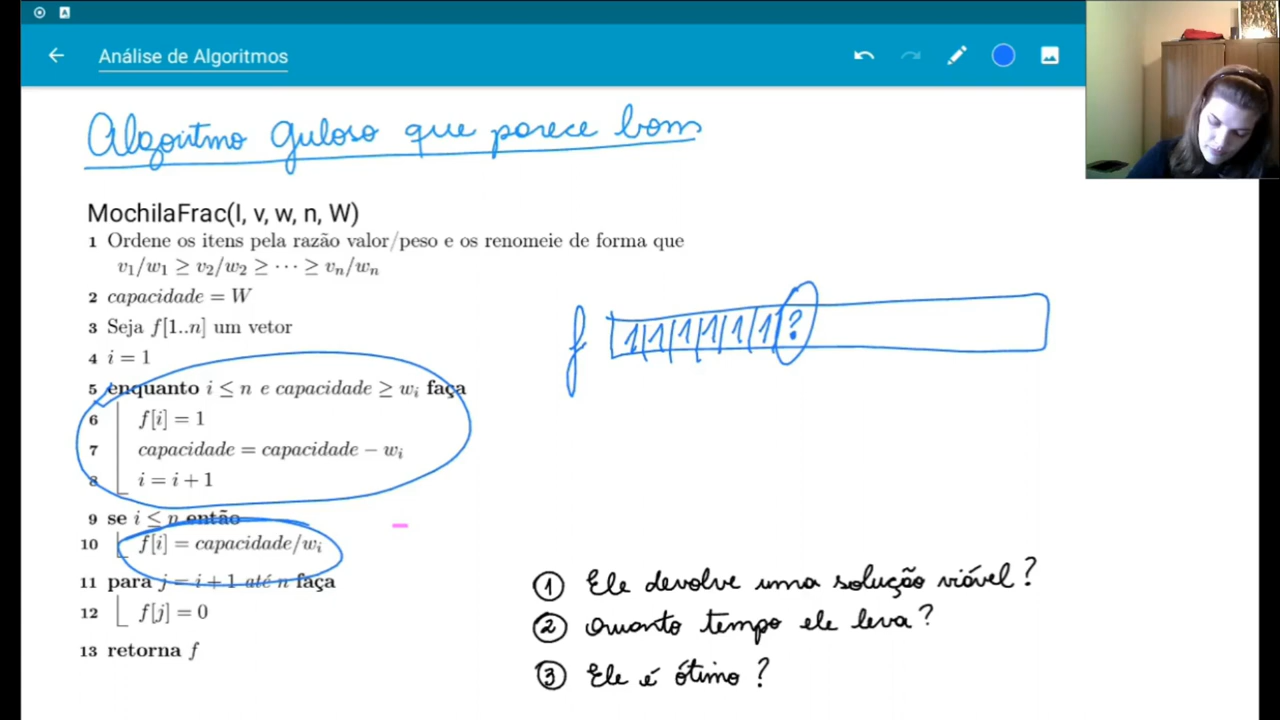 A
Análise de Algoritmos
Algoritmo guloso que parece bom
MochilaFrac(I, v, w, n, W)
1 Ordene os itens pela razão valor/peso e os renomeie de forma que
v₁/w₁ ≥ v₂/w₂ ≥ ⋯ ≥ vₙ/wₙ
2 capacidade = W
3 Seja f[1..n] um vetor
4 i = 1
5 enquanto i ≤ n e capacidade ≥ wᵢ faça
6 f[i] = 1
7 capacidade = capacidade − wᵢ
8 i = i + 1
9 se i ≤ n então
10 f[i] = capacidade/wᵢ
11 para j = i + 1 até n faça
12 f[j] = 0
13 retorna f
f 1 1 1 1 1 1 ?
① Ele devolve uma solução viável?
② Quanto tempo ele leva?
③ Ele é ótimo?